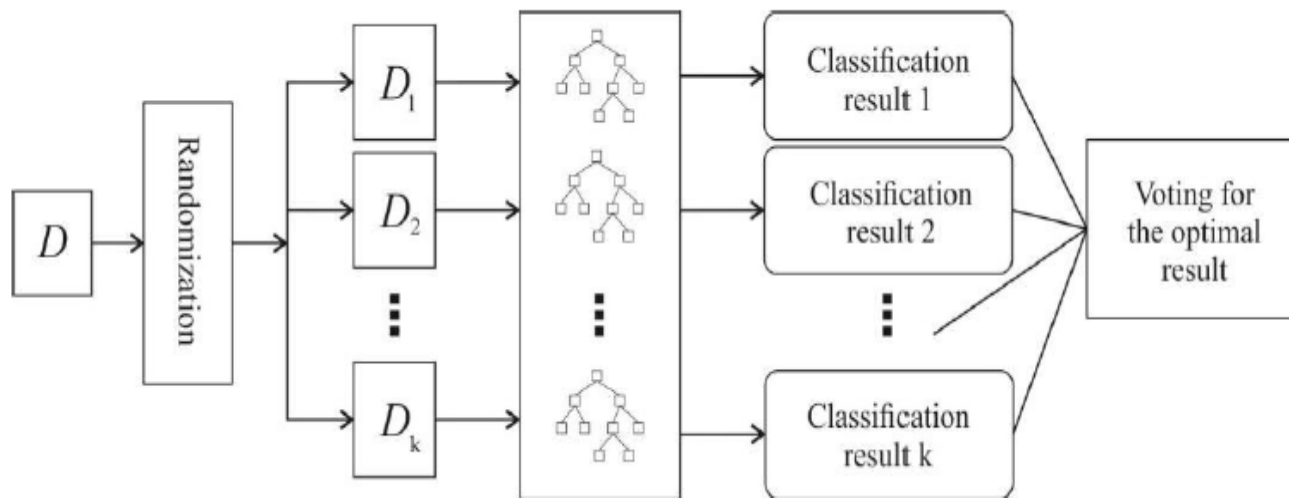 D
Randomization
D1
D2
Dk
Classification
result 1
Classification
result 2
Classification
result k
Voting for
the optimal
result